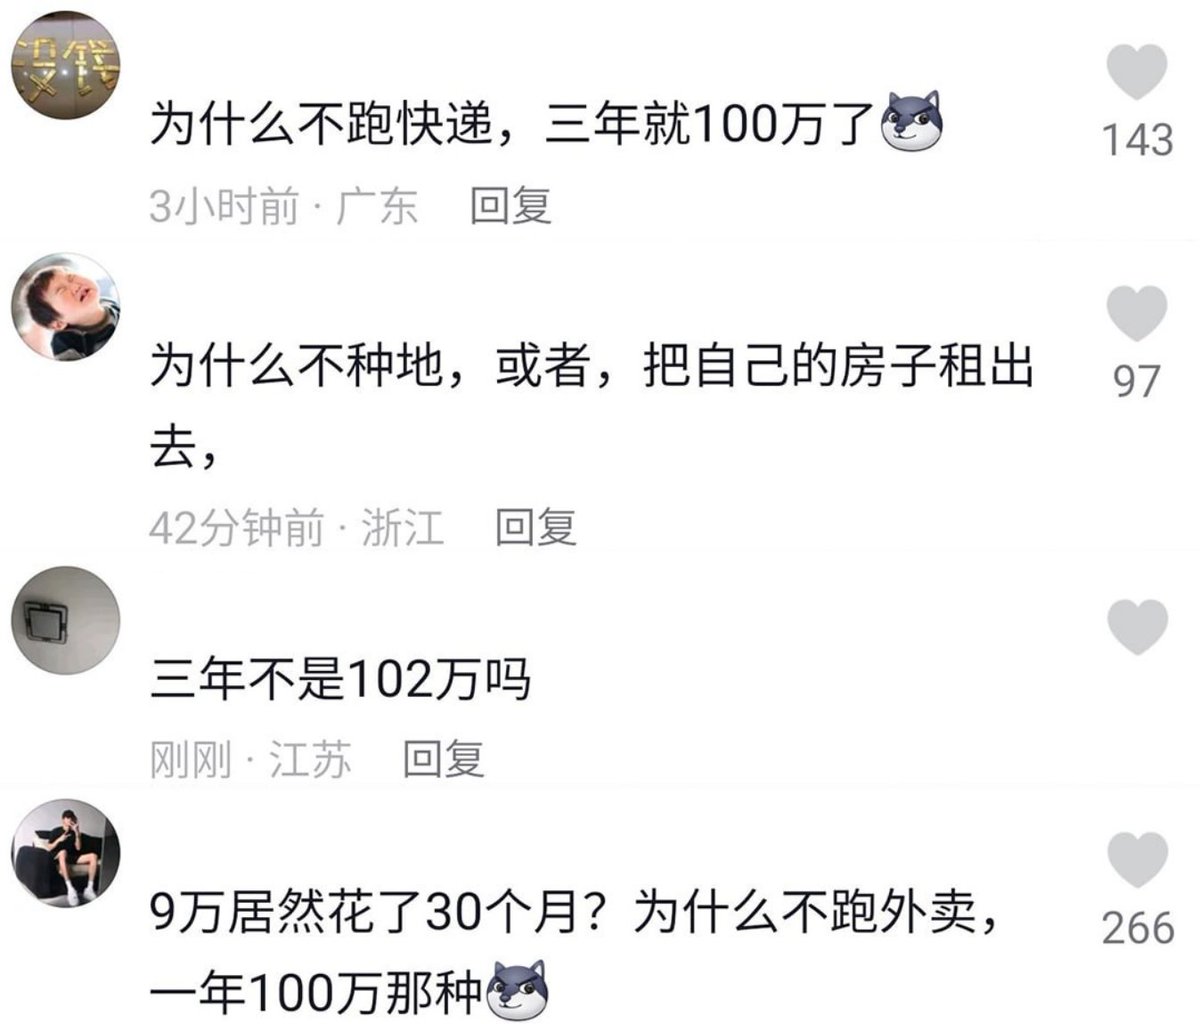 没钱
为什么不跑快递，三年就100万了
143
3小时前 · 广东 回复
为什么不种地，或者，把自己的房子租出
97
去，
42分钟前 · 浙江 回复
三年不是102万吗
刚刚 · 江苏 回复
9万居然花了30个月？为什么不跑外卖，
266
一年100万那种